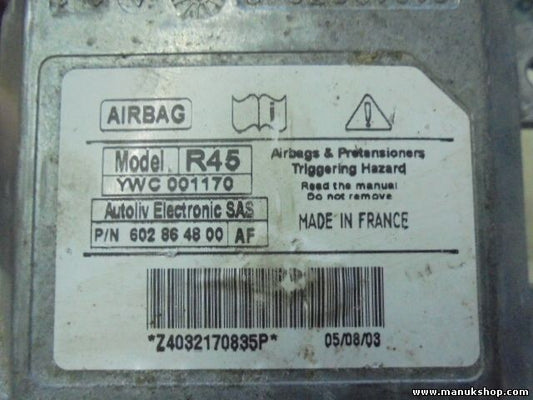 AIRBAG
Model R45
YWC 001170
Autoliv Electronic SAS
P/N 602 86 48 00 AF
Airbags & Pretensioners
Triggering Hazard
Read the manual
Do not remove
MADE IN FRANCE
*Z4032170835P*
05/08/03
www.manukshop.com